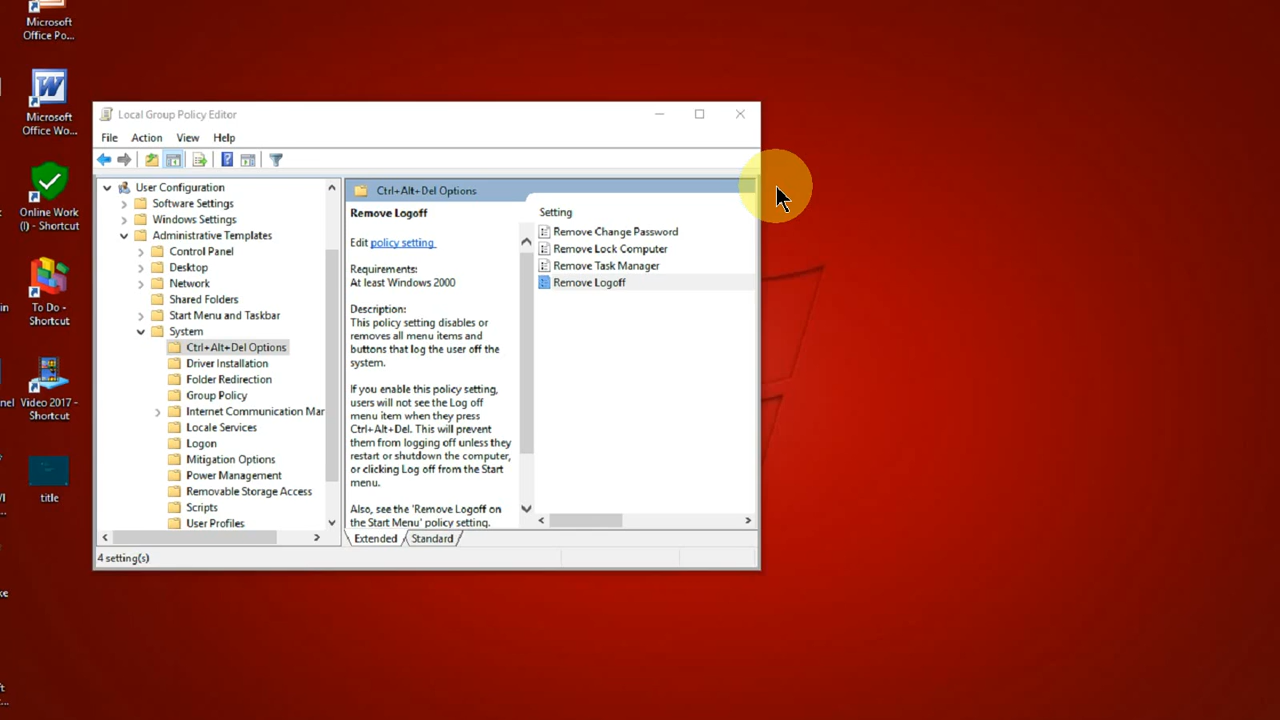 Microsoft
Office Po...
Microsoft
Office Wo...
Online Work
(I) - Shortcut
To Do -
Shortcut
Video 2017 -
Shortcut
title
Local Group Policy Editor
File Action View Help
User Configuration
Software Settings
Windows Settings
Administrative Templates
Control Panel
Desktop
Network
Shared Folders
Start Menu and Taskbar
System
Ctrl+Alt+Del Options
Driver Installation
Folder Redirection
Group Policy
Internet Communication Mar
Locale Services
Logon
Mitigation Options
Power Management
Removable Storage Access
Scripts
User Profiles
Ctrl+Alt+Del Options
Remove Logoff
Edit policy setting
Requirements:
At least Windows 2000
Description:
This policy setting disables or
removes all menu items and
buttons that log the user off the
system.
If you enable this policy setting,
users will not see the Log off
menu item when they press
Ctrl+Alt+Del. This will prevent
them from logging off unless they
restart or shutdown the computer,
or clicking Log off from the Start
menu.
Also, see the 'Remove Logoff on
the Start Menu' policy setting.
Setting
Remove Change Password
Remove Lock Computer
Remove Task Manager
Remove Logoff
Extended Standard
4 setting(s)